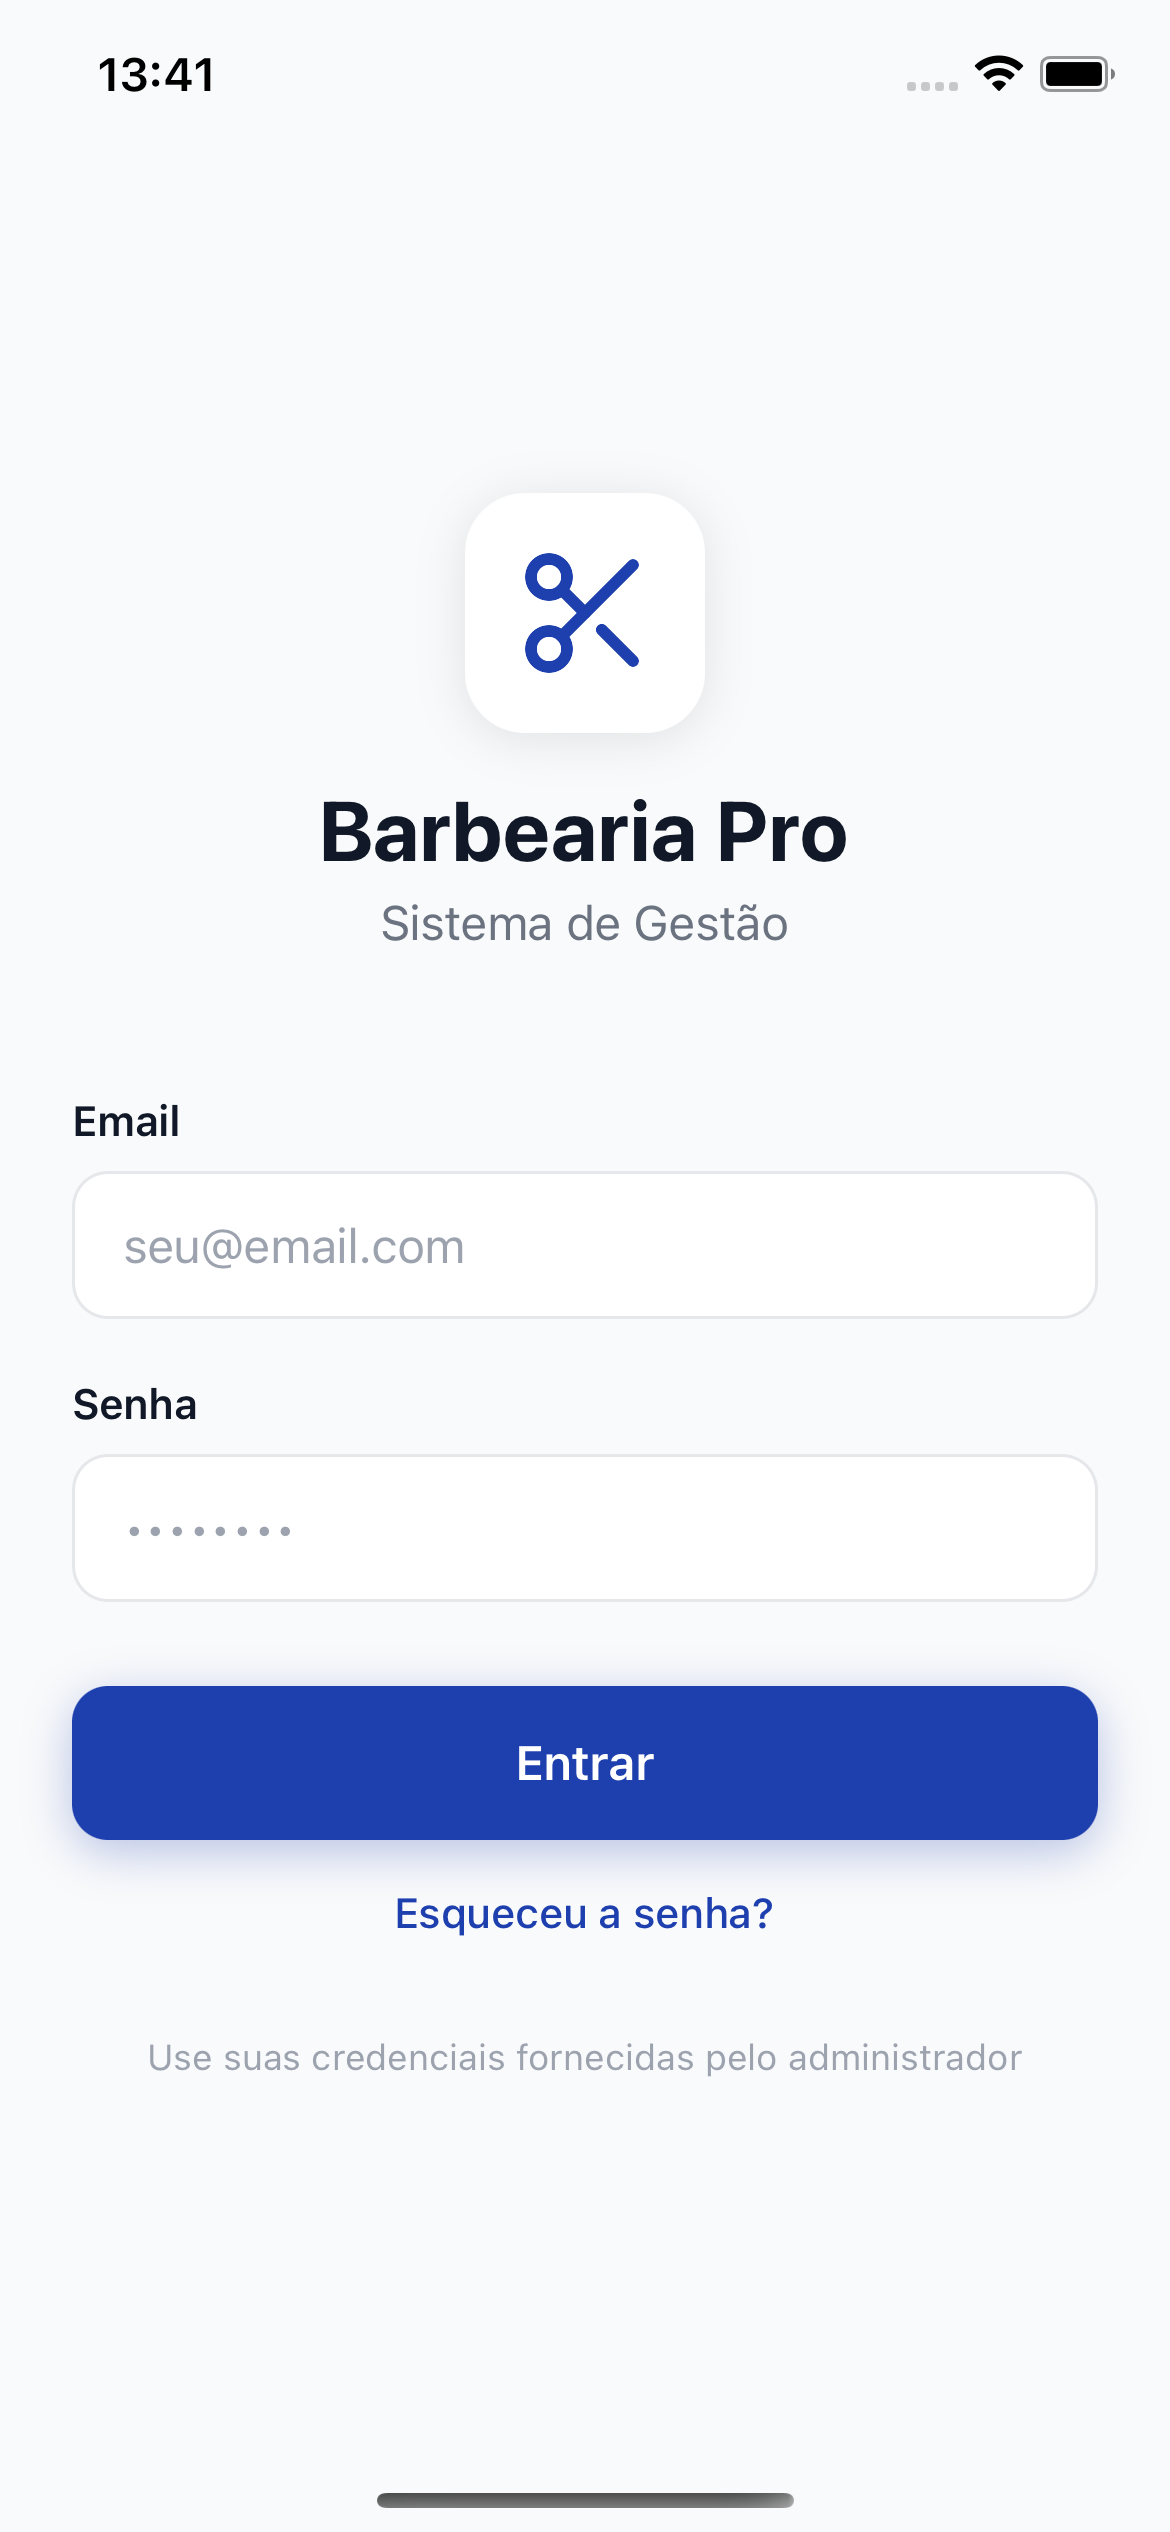 13:41
Barbearia Pro
Sistema de Gestão
Email
seu@email.com
Senha
••••••••
Entrar
Esqueceu a senha?
Use suas credenciais fornecidas pelo administrador